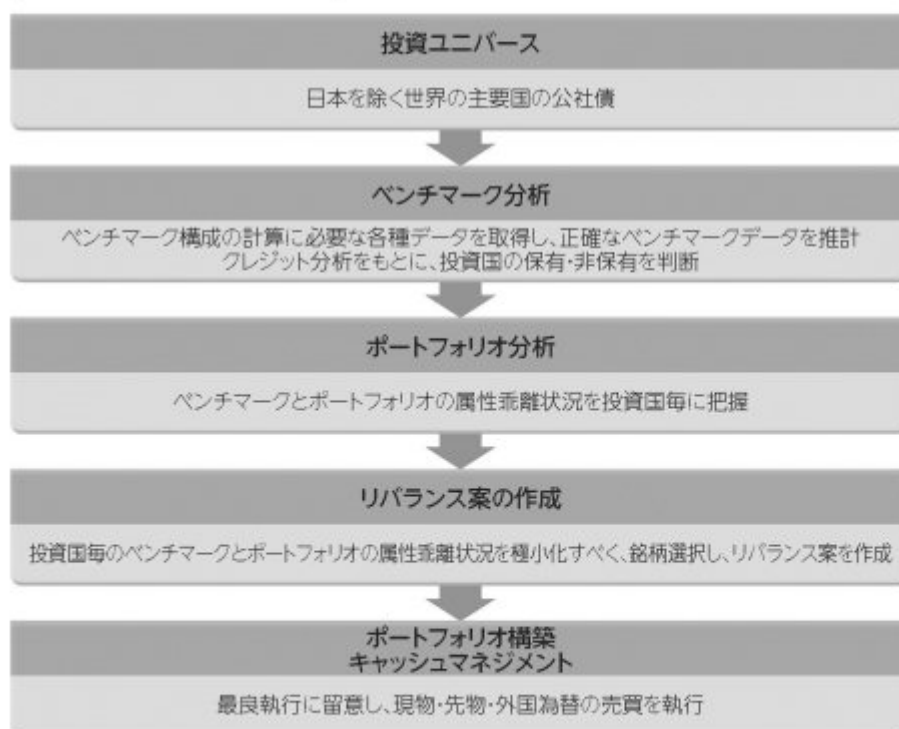 投資ユニバース
日本を除く世界の主要国の公社債
ベンチマーク分析
ベンチマーク構成の計算に必要な各種データを取得し、正確なベンチマークデータを推計
クレジット分析をもとに、投資国の保有・非保有を判断
ポートフォリオ分析
ベンチマークとポートフォリオの属性乖離状況を投資国毎に把握
リバランス案の作成
投資国毎のベンチマークとポートフォリオの属性乖離状況を極小化すべく、銘柄選択し、リバランス案を作成
ポートフォリオ構築
キャッシュマネジメント
最良執行に留意し、現物・先物・外国為替の売買を執行